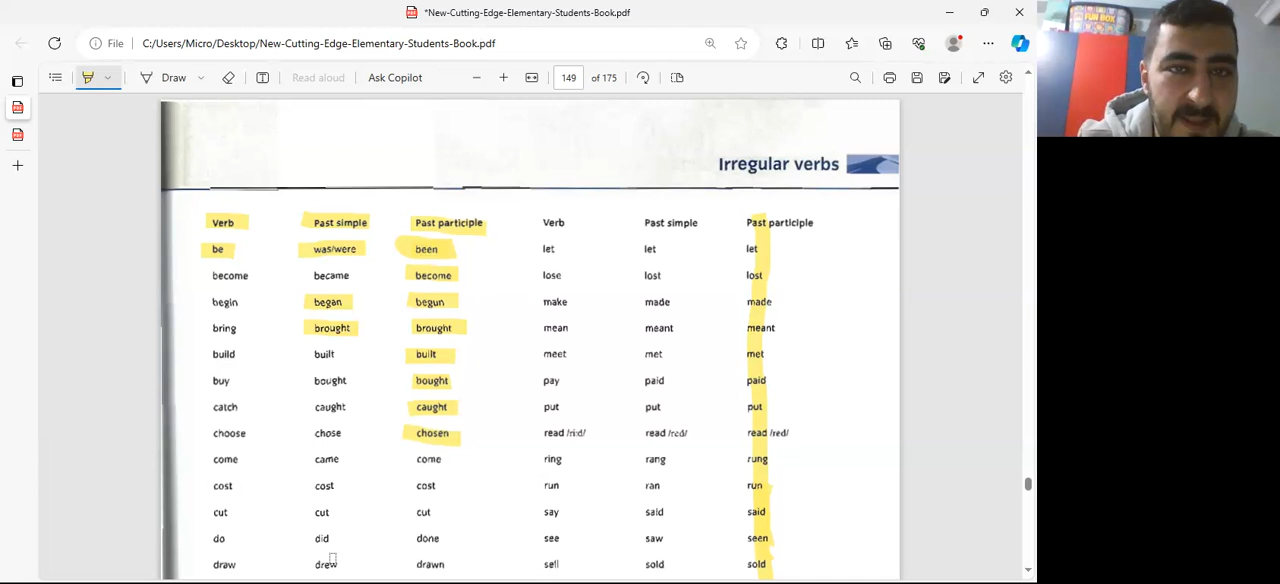 *New-Cutting-Edge-Elementary-Students-Book.pdf
File C:/Users/Micro/Desktop/New-Cutting-Edge-Elementary-Students-Book.pdf
Draw Read aloud Ask Copilot 149 of 175
FUN BOX
Irregular verbs
Verb Past simple Past participle Verb Past simple Past participle
be was/were been let let let
become became become lose lost lost
begin began begun make made made
bring brought brought mean meant meant
build built built meet met met
buy bought bought pay paid paid
catch caught caught put put put
choose chose chosen read /riːd/ read /red/ read /red/
come came come ring rang rung
cost cost cost run ran run
cut cut cut say said said
do did done see saw seen
draw drew drawn sell sold sold